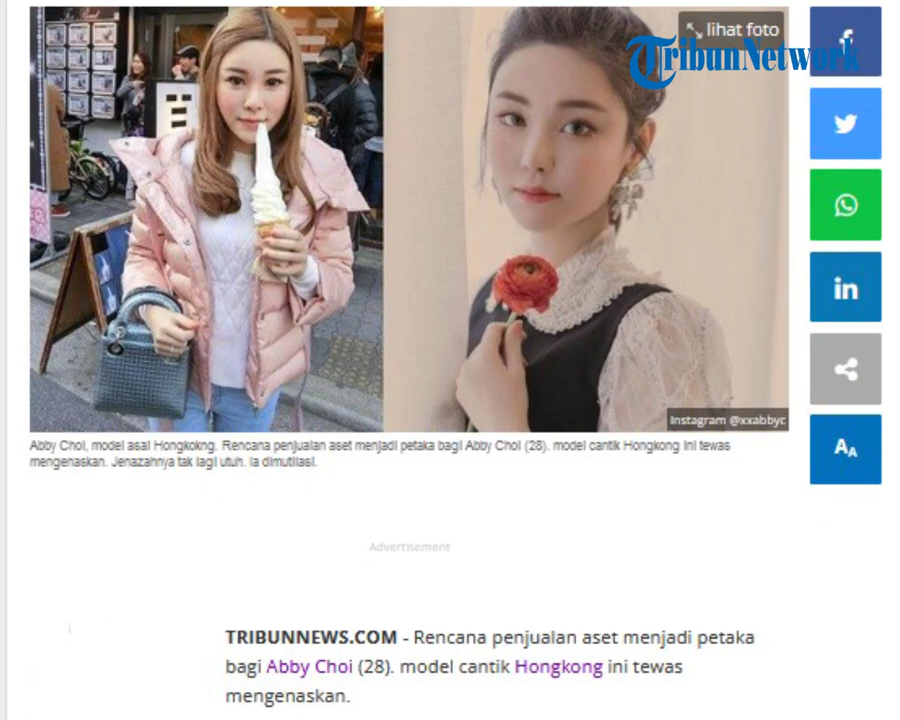 lihat foto
TribunNetwork
Instagram @xxabbyc
Abby Choi, model asal Hongkokng. Rencana penjualan aset menjadi petaka bagi Abby Choi (28). model cantik Hongkong ini tewas
mengenaskan. Jenazahnya tak lagi utuh. Ia dimutilasi.
Advertisement
TRIBUNNEWS.COM - Rencana penjualan aset menjadi petaka
bagi Abby Choi (28). model cantik Hongkong ini tewas
mengenaskan.